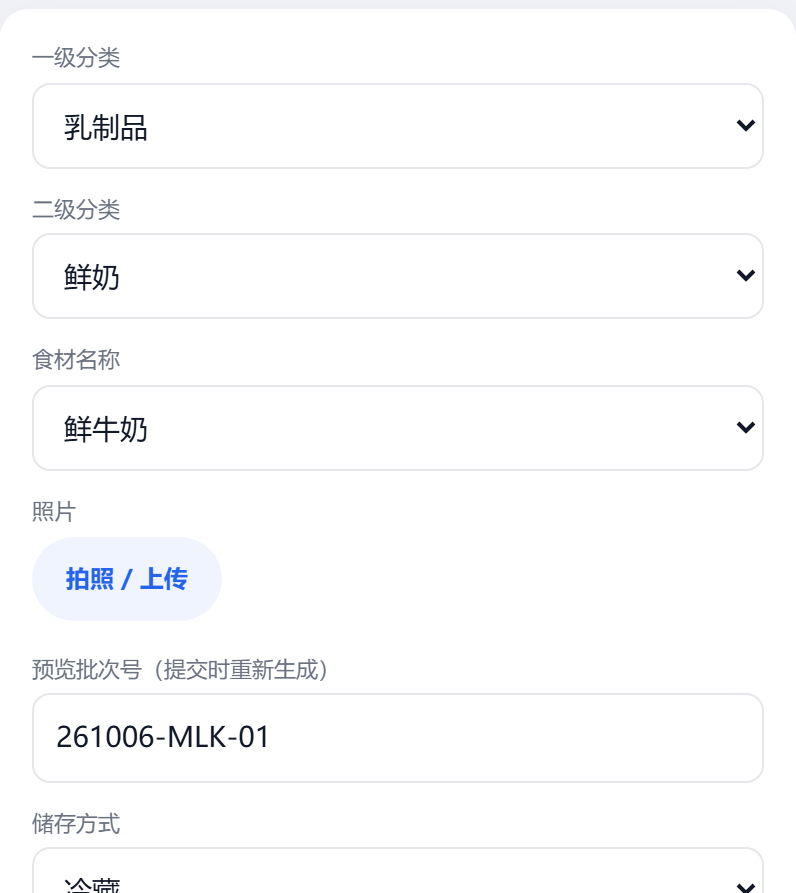 一级分类
乳制品
二级分类
鲜奶
食材名称
鲜牛奶
照片
拍照 / 上传
预览批次号（提交时重新生成）
261006-MLK-01
储存方式
冷藏